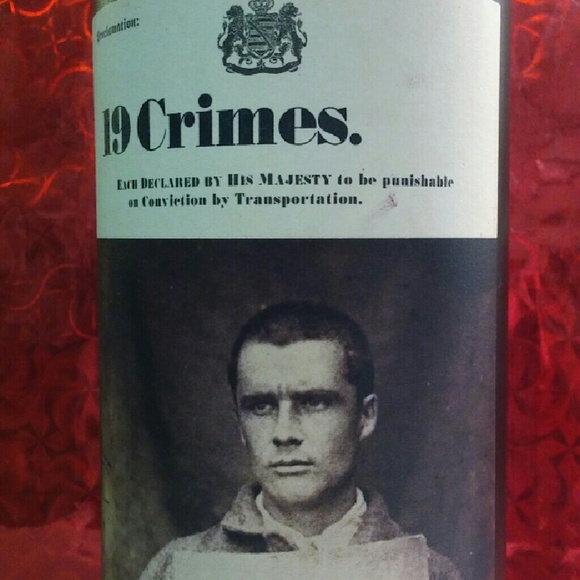 Proclamation:
19 Crimes.
EACH DECLARED BY HIS MAJESTY to be punishable
on Conviction by Transportation.